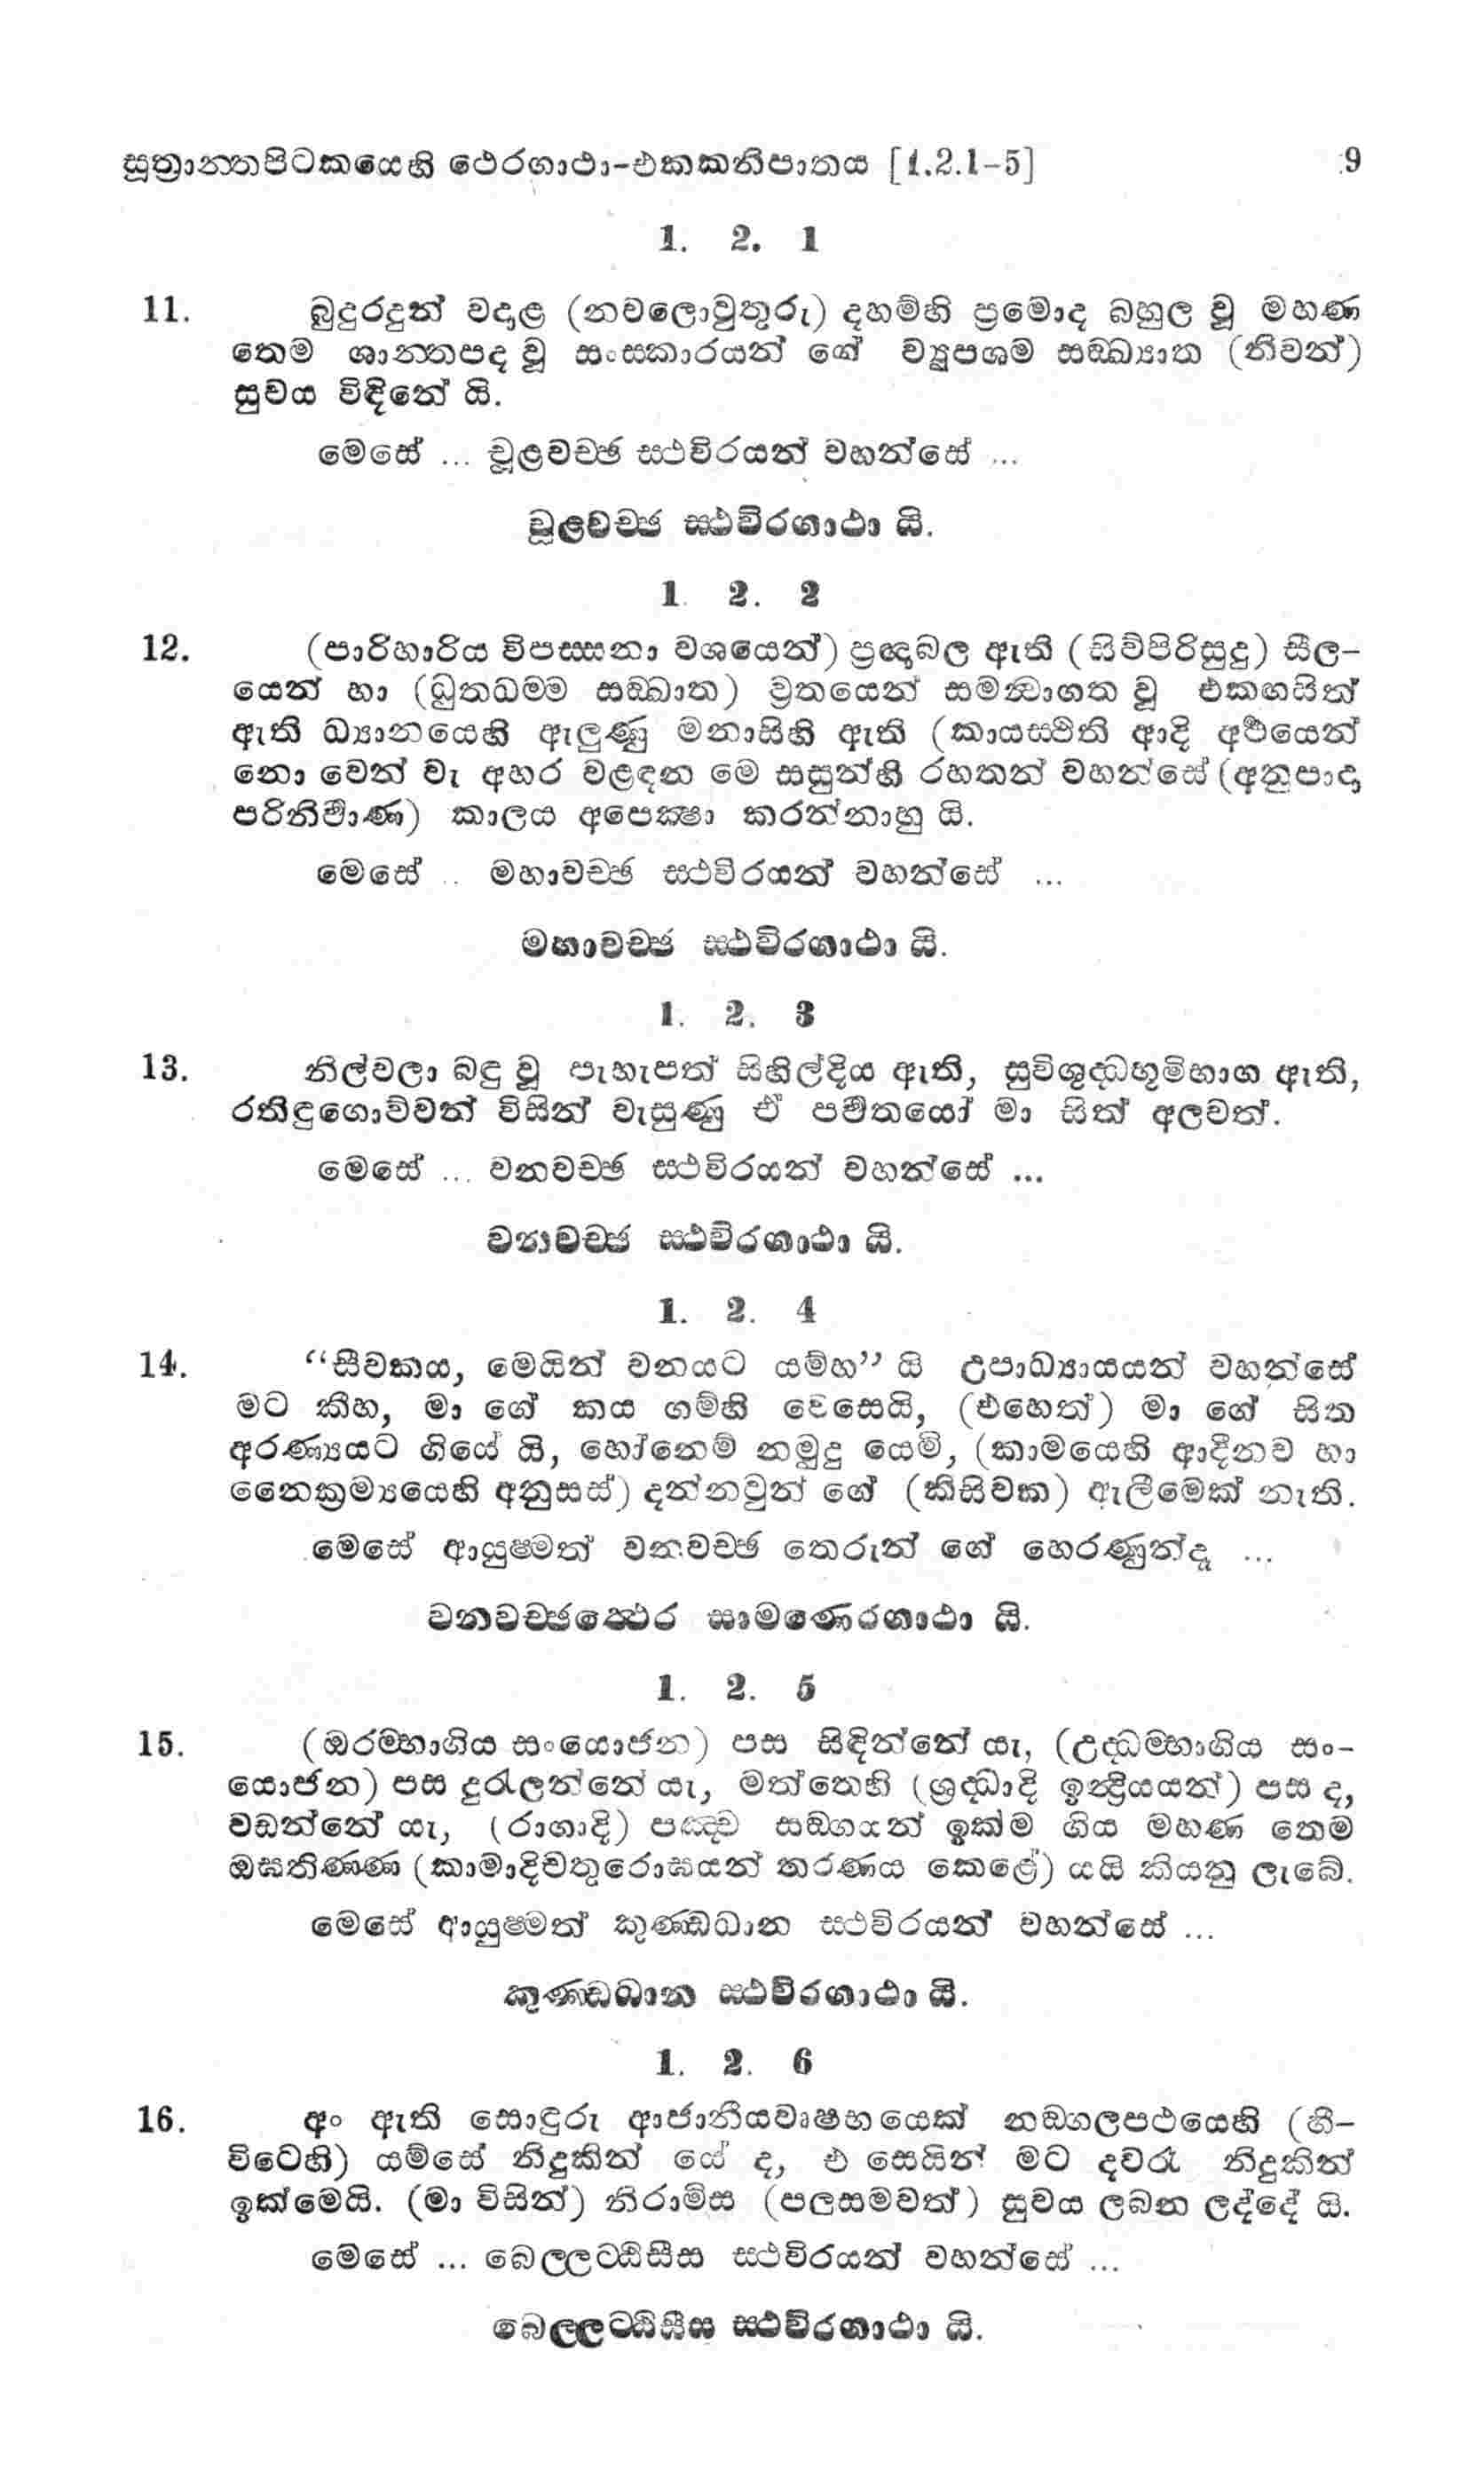 සූත්‍රාන්තපිටකයෙහි ථෙරගාථා-එකකනිපාතය [1.2.1-5] 9
1. 2. 1
11. බුදුරදුන් වදාළ (නවලොවුතුරු) දහම්හි ප්‍රමොද බහුල වූ මහණ
තෙම ශාන්තපද වූ සංසකාරයන් ගේ ව්‍යුපශම සඞ්ඛ්‍යාත (නිවන්)
සුවය විඳිනේ යි.
මෙසේ ... චූළවච්ඡ ස්ථවිරයන් වහන්සේ ...
චූළවච්ඡ ස්ථවිරගාථා යි.
1. 2. 2
12. (පාරිහාරිය විපස්සනා වශයෙන්) ප්‍රඥාබල ඇති (සිව්පිරිසුදු) සීල-
යෙන් හා (ධුතධම්ම සඞ්ඛාත) ව්‍රතයෙන් සමන්වාගත වූ එකඟසිත්
ඇති ධ්‍යානයෙහි ඇලුණු මනාසිහි ඇති (කායස්ථිති ආදි අර්‍ථයෙන්
නො වෙන් වැ අහර වළඳන මෙ සසුන්හි රහතන් වහන්සේ (අනුපාදා
පරිනිර්‍වාණ) කාලය අපෙක්ෂා කරන්නාහු යි.
මෙසේ .. මහාවච්ඡ ස්ථවිරයන් වහන්සේ ...
මහාවච්ඡ ස්ථවිරගාථා යි.
1. 2. 3
13. නිල්වලා බඳු වූ පැහැපත් සිහිල්දිය ඇති, සුවිශුද්ධභූමිභාග ඇති,
රතිඳුගොව්වන් විසින් වැසුණු ඒ පර්‍වතයෝ මා සිත් අලවත්.
මෙසේ ... වනවච්ඡ ස්ථවිරයන් වහන්සේ ...
වනවච්ඡ ස්ථවිරගාථා යි.
1. 2. 4
14. “සීවකය, මෙයින් වනයට යම්හ” යි උපාධ්‍යායයන් වහන්සේ
මට කීහ, මා ගේ කය ගම්හි වෙසෙයි, (එහෙත්) මා ගේ සිත
අරණ්‍යයට ගියේ යි, හෝනෙම් නමුදු යෙමි, (කාමයෙහි ආදීනව හා
නෛක්‍රම්‍යයෙහි අනුසස්) දන්නවුන් ගේ (කිසිවක) ඇලීමෙක් නැති.
මෙසේ ආයුෂ්මත් වනවච්ඡ තෙරුන් ගේ හෙරණුන්දෑ ...
වනවච්ඡත්ථෙර සාමණෙරගාථා යි.
1. 2. 5
15. (ඔරම්භාගිය සංයොජන) පස සිඳින්නේ යැ, (උද්ධම්භාගිය සං-
යොජන) පස දුරැලන්නේ යැ, මත්තෙහි (ශ්‍රද්ධාදි ඉන්ද්‍රියයන්) පස ද,
වඩන්නේ යැ, (රාගාදි) පඤ්ච සඞ්ගයන් ඉක්ම ගිය මහණ තෙම
ඔඝතිණ්ණ (කාමාදිචතුරොඝයන් තරණය කෙළේ) යයි කියනු ලැබේ.
මෙසේ ආයුෂ්මත් කුණ්ඩධාන ස්ථවිරයන් වහන්සේ ...
කුණ්ඩධාන ස්ථවිරගාථා යි.
1. 2. 6
16. අං ඇති සොඳුරු ආජානීයවෘෂභයෙක් නඞ්ගලපථයෙහි (හී-
විටෙහි) යම්සේ නිදුකින් යේ ද, එ සෙයින් මට දවරෑ නිදුකින්
ඉක්මෙයි. (මා විසින්) නිරාමිස (පලසමවත්) සුවය ලබන ලද්දේ යි.
මෙසේ ... බෙල්ලට්ඨිසීස ස්ථවිරයන් වහන්සේ ...
බෙල්ලට්ඨිසීස ස්ථවිරගාථා යි.